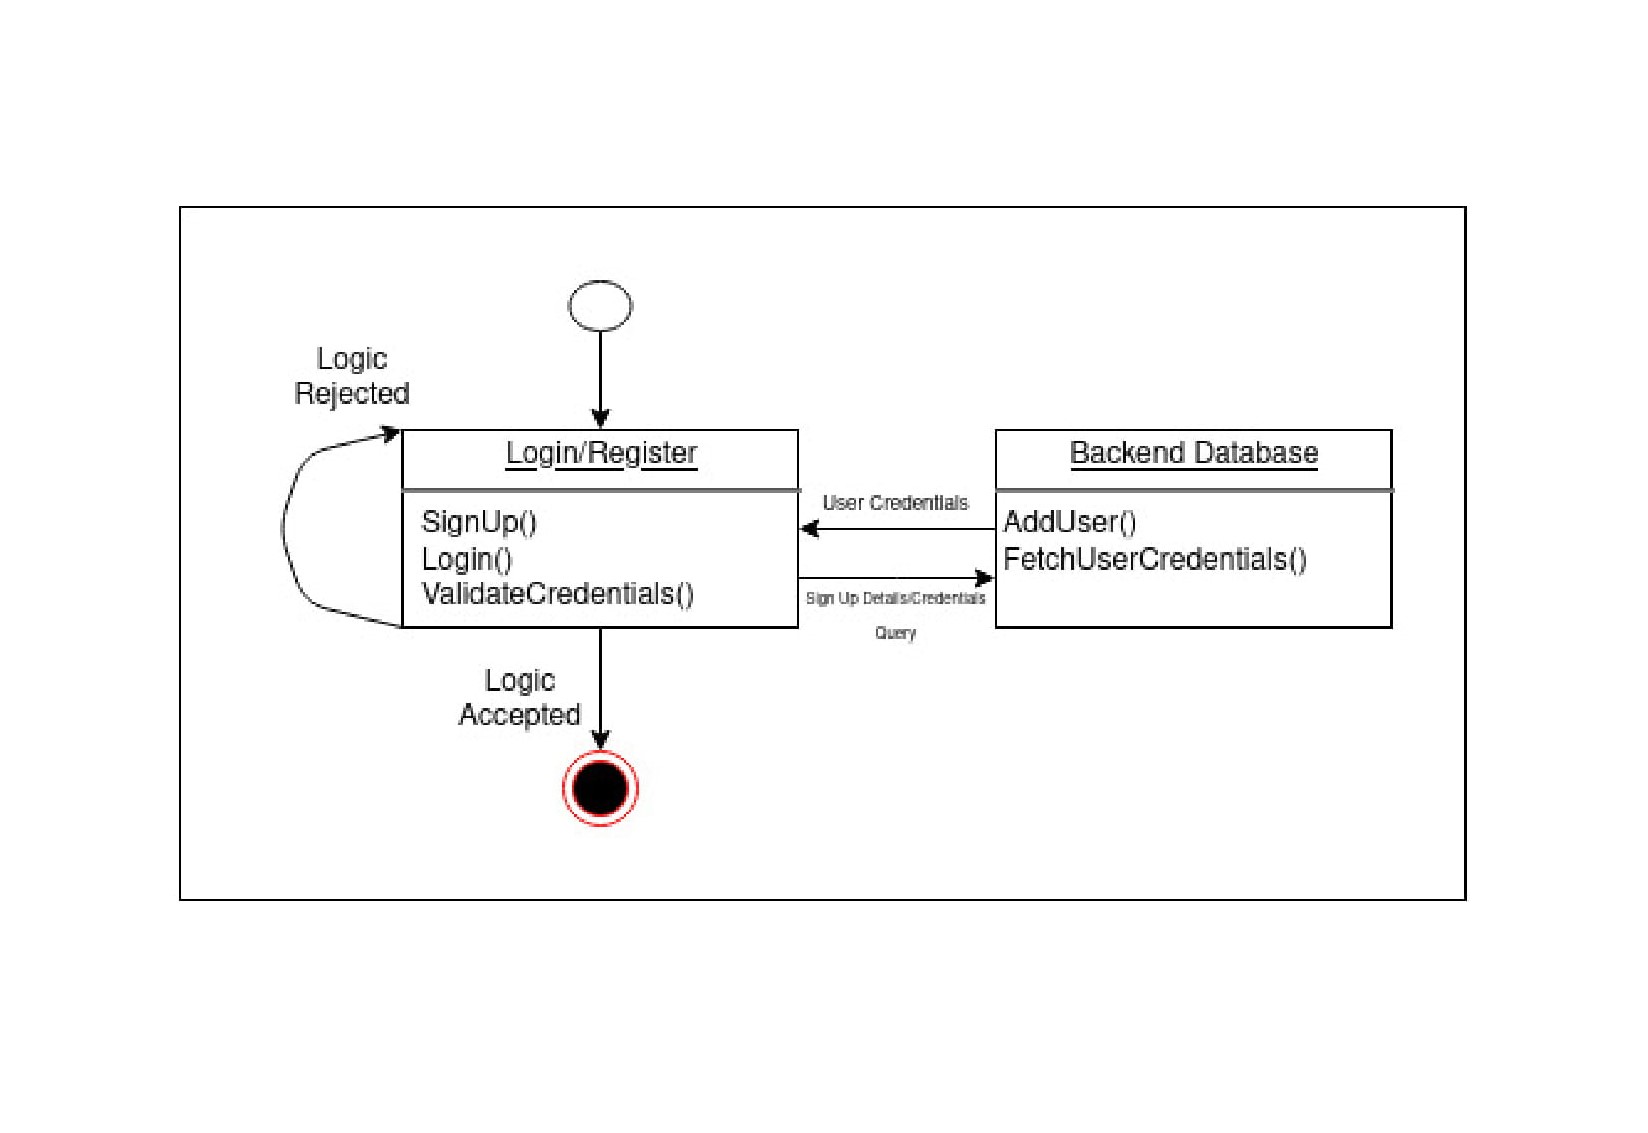 Logic
Rejected
Login/Register
SignUp()
Login()
ValidateCredentials()
User Credentials
Sign Up Details/Credentials
Query
Backend Database
AddUser()
FetchUserCredentials()
Logic
Accepted